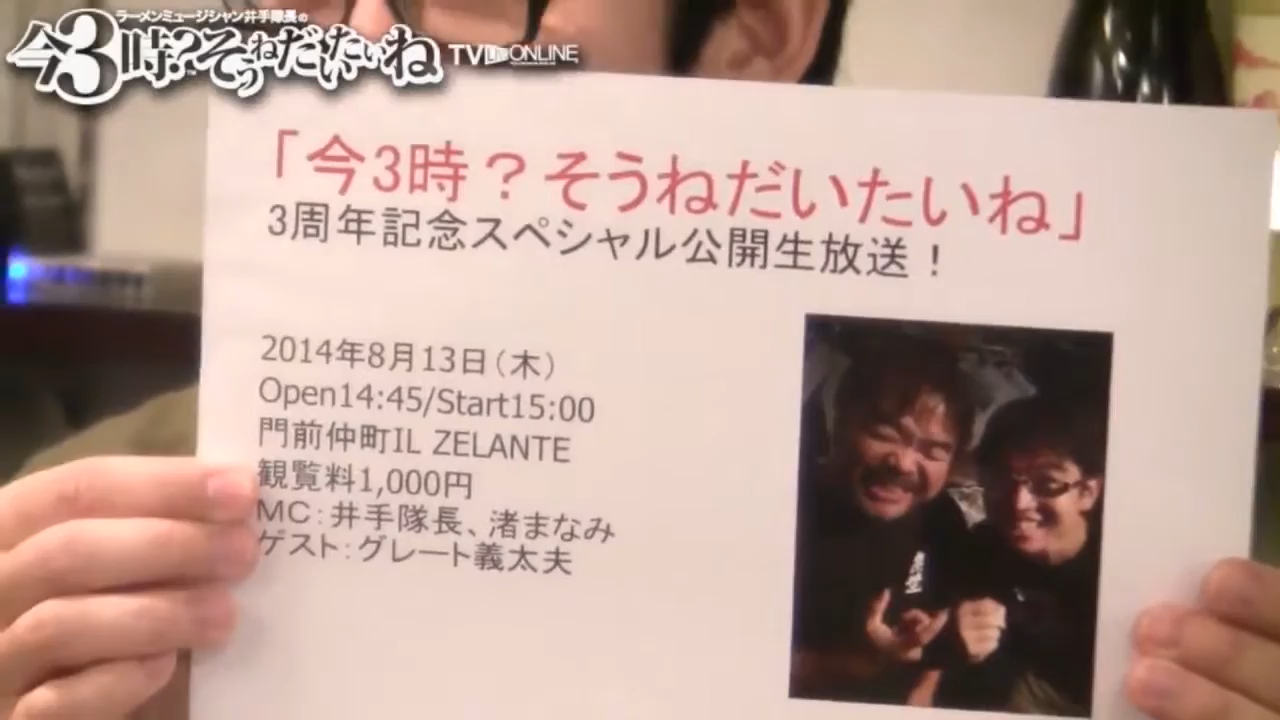 ラーメンミュージシャン井手隊長の
今3時?そうねだいたいね
TVLIVEONLINE
「今3時?そうねだいたいね」
3周年記念スペシャル公開生放送!
2014年8月13日(木)
Open14:45/Start15:00
門前仲町IL ZELANTE
観覧料1,000円
MC:井手隊長、渚まなみ
ゲスト:グレート義太夫